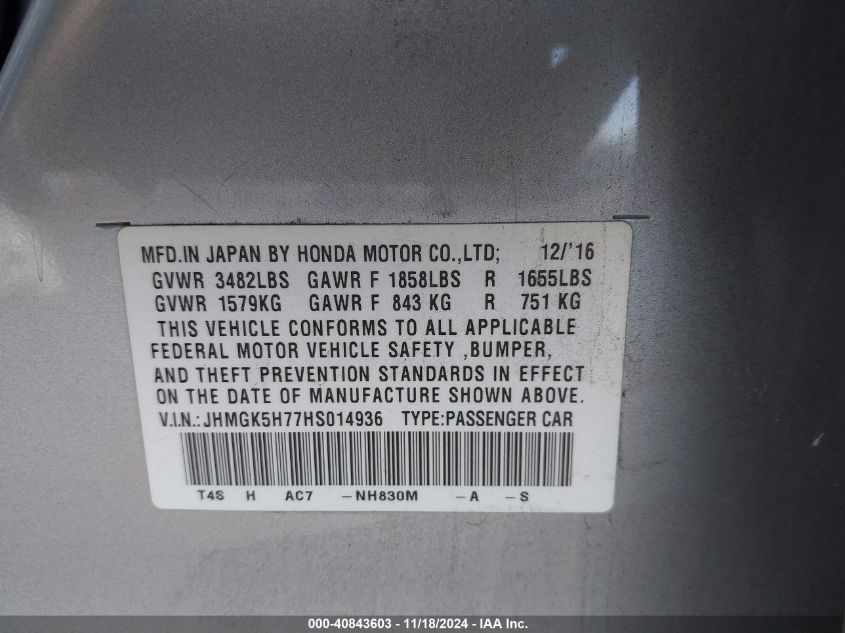 MFD.IN JAPAN BY HONDA MOTOR CO.,LTD; 12/'16
GVWR 3482LBS GAWR F 1858LBS R 1655LBS
GVWR 1579KG GAWR F 843 KG R 751 KG
THIS VEHICLE CONFORMS TO ALL APPLICABLE
FEDERAL MOTOR VEHICLE SAFETY ,BUMPER,
AND THEFT PREVENTION STANDARDS IN EFFECT
ON THE DATE OF MANUFACTURE SHOWN ABOVE.
V.I.N.: JHMGK5H77HS014936 TYPE:PASSENGER CAR
T4S H AC7 -NH830M -A -S
000-40843603 - 11/18/2024 - IAA Inc.